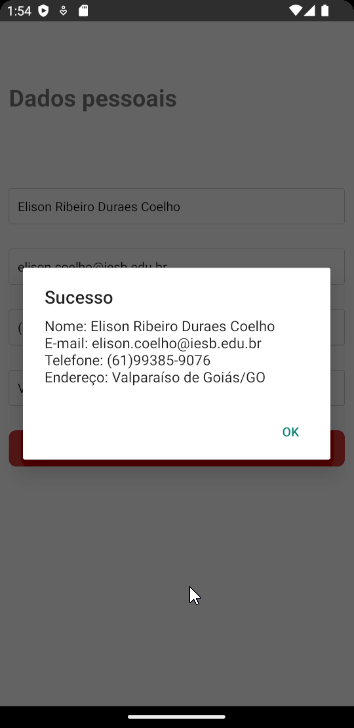 1:54
Dados pessoais
Elison Ribeiro Duraes Coelho
elison.coelho@iesb.edu.br
Sucesso
Nome: Elison Ribeiro Duraes Coelho
E-mail: elison.coelho@iesb.edu.br
Telefone: (61)99385-9076
Endereço: Valparaíso de Goiás/GO
OK